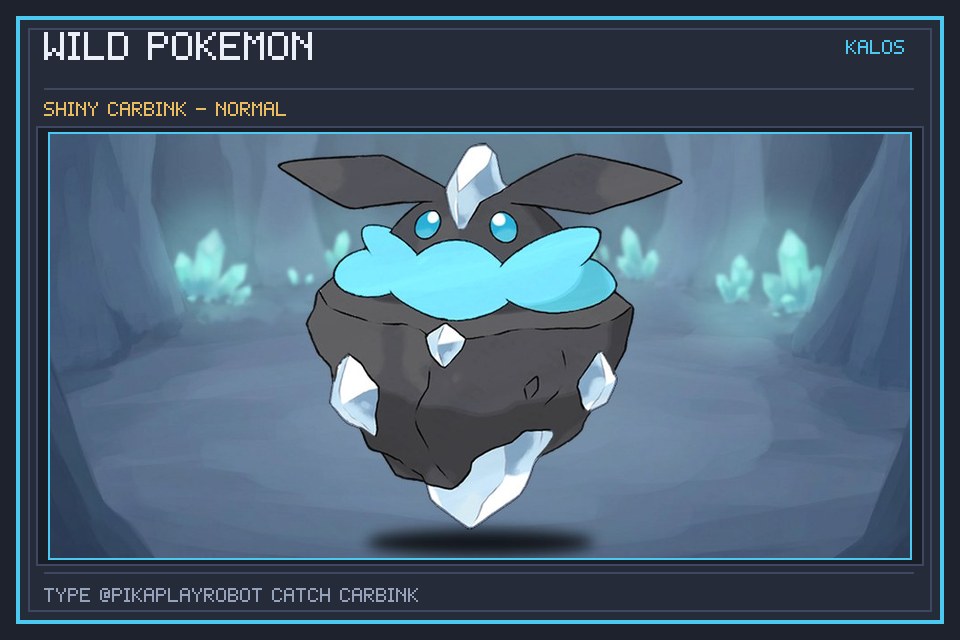 WILD POKEMON
KALOS
SHINY CARBINK - NORMAL
TYPE @PIKAPLAYROBOT CATCH CARBINK